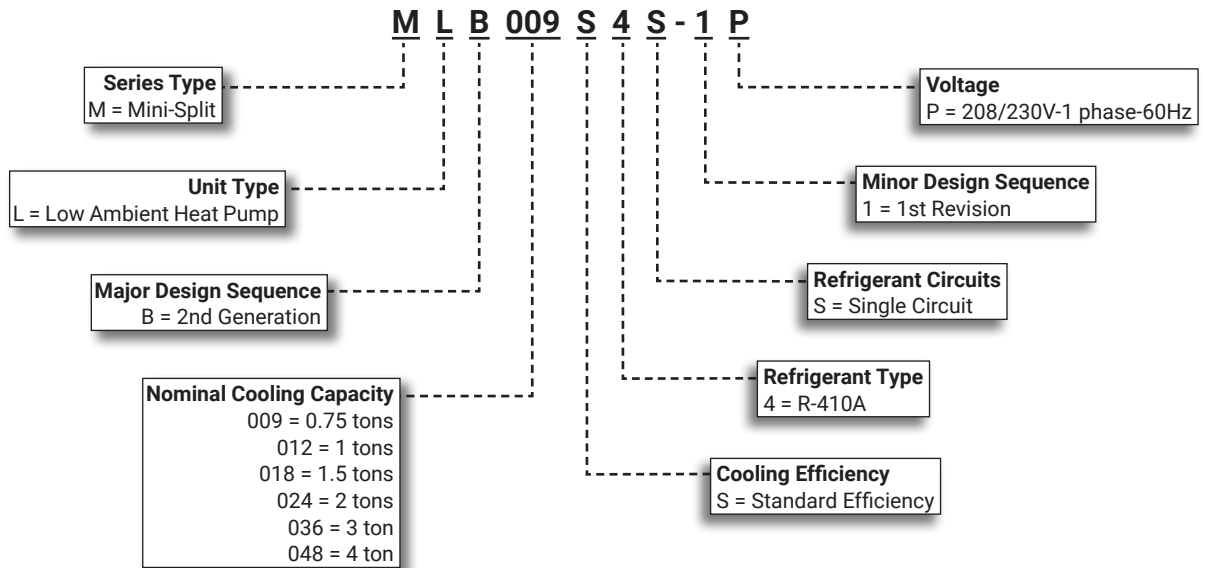 M L B 009 S 4 S - 1 P
Series Type
M = Mini-Split
Voltage
P = 208/230V-1 phase-60Hz
Unit Type
L = Low Ambient Heat Pump
Minor Design Sequence
1 = 1st Revision
Major Design Sequence
B = 2nd Generation
Refrigerant Circuits
S = Single Circuit
Nominal Cooling Capacity
009 = 0.75 tons
012 = 1 tons
018 = 1.5 tons
024 = 2 tons
036 = 3 ton
048 = 4 ton
Refrigerant Type
4 = R-410A
Cooling Efficiency
S = Standard Efficiency